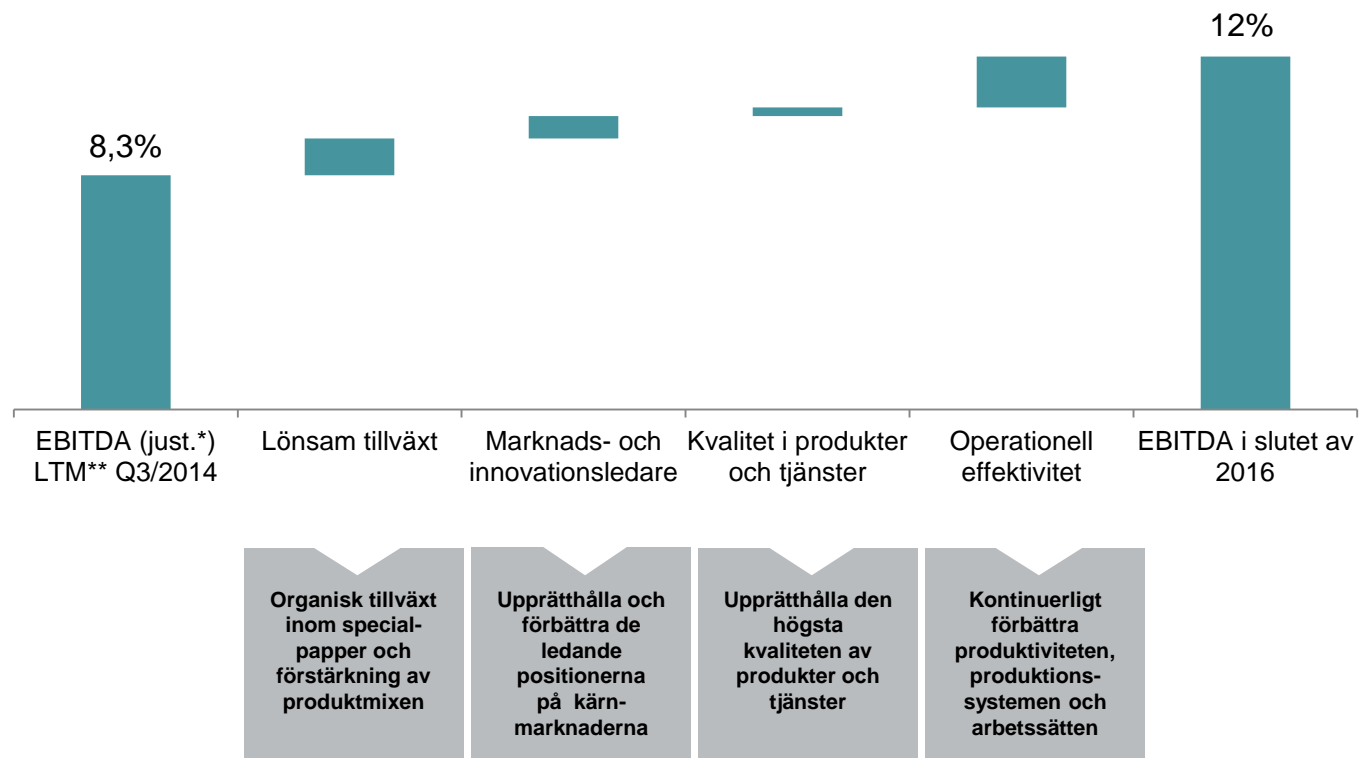 12%
8,3%
EBITDA (just.*)
LTM** Q3/2014
Lönsam tillväxt
Marknads- och
innovationsledare
Kvalitet i produkter
och tjänster
Operationell
effektivitet
EBITDA i slutet av
2016
Organisk tillväxt
inom special-
papper och
förstärkning av
produktmixen
Upprätthålla och
förbättra de
ledande
positionerna
på kärn-
marknaderna
Upprätthålla den
högsta
kvaliteten av
produkter och
tjänster
Kontinuerligt
förbättra
produktiviteten,
produktions-
systemen och
arbetssätten